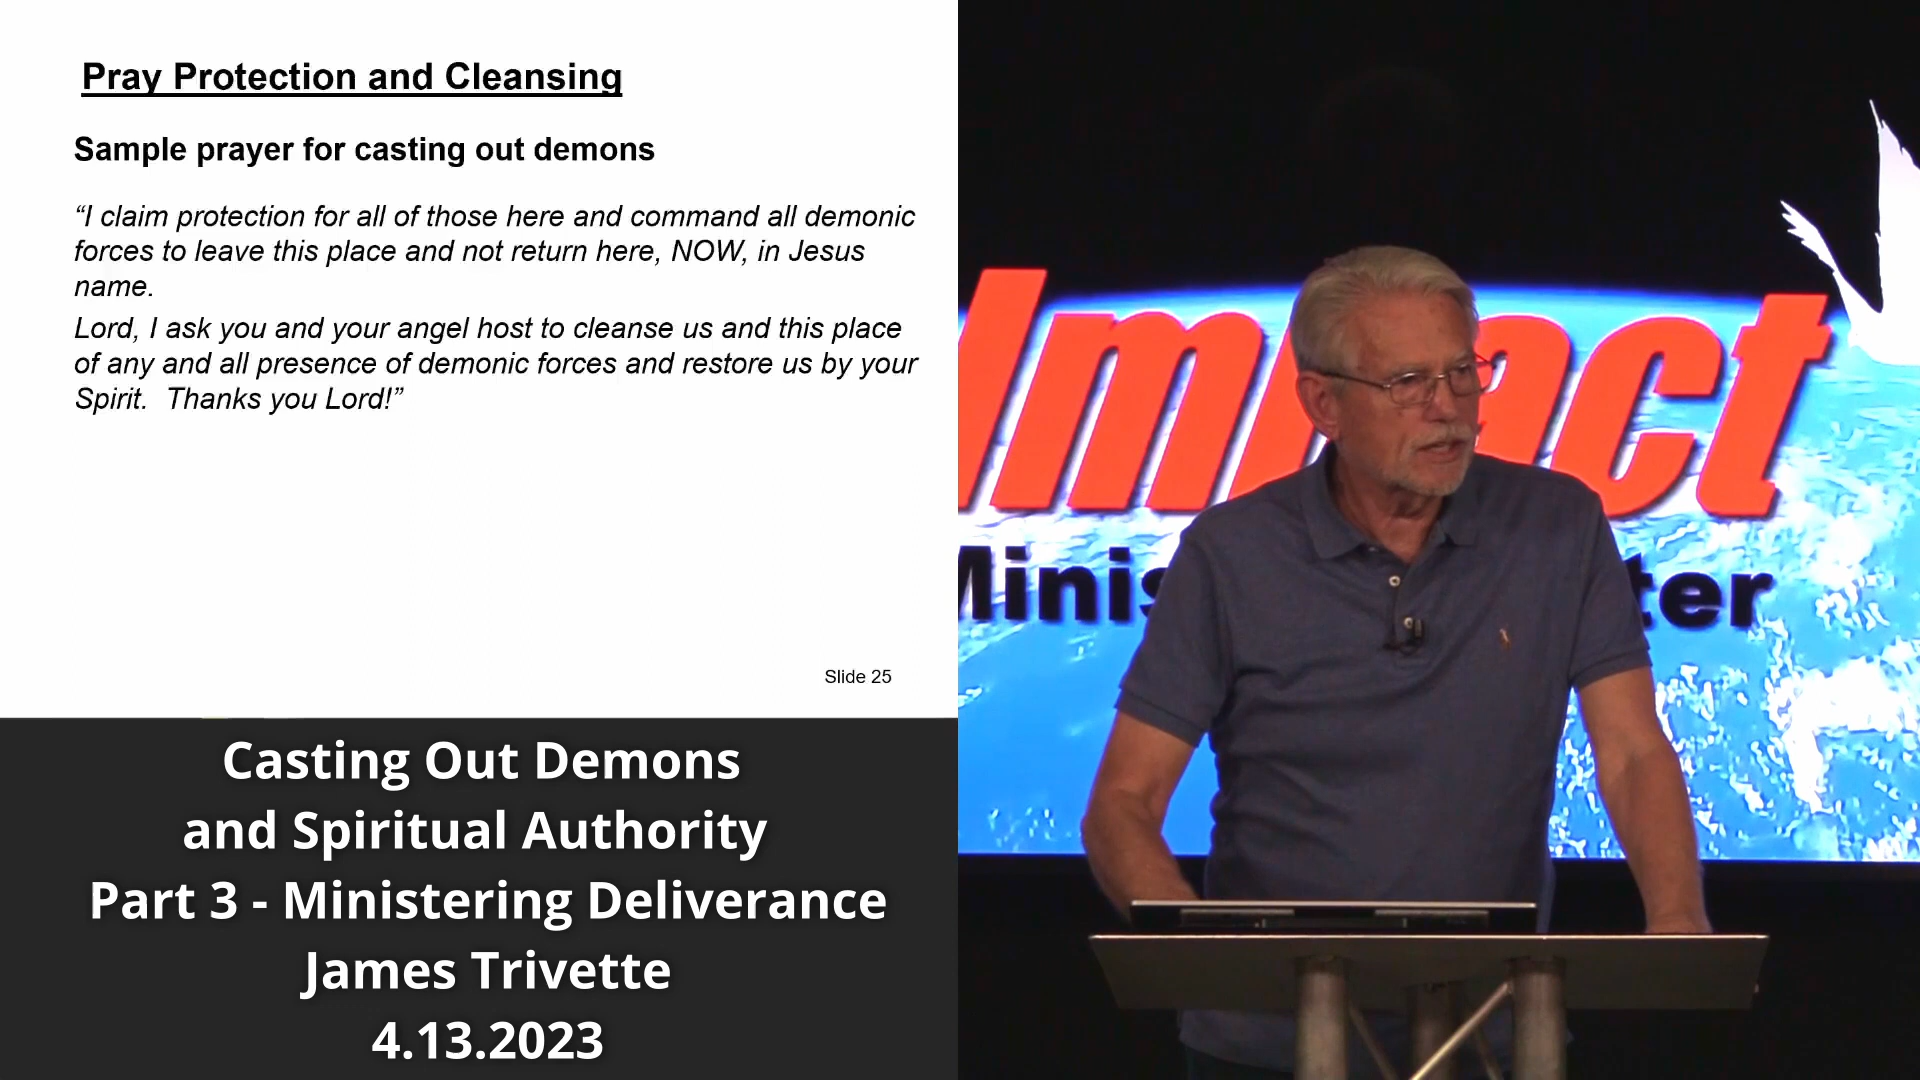 Pray Protection and Cleansing
Sample prayer for casting out demons
“I claim protection for all of those here and command all demonic
forces to leave this place and not return here, NOW, in Jesus
name.
Lord, I ask you and your angel host to cleanse us and this place
of any and all presence of demonic forces and restore us by your
Spirit.  Thanks you Lord!”
Slide 25
Casting Out Demons
and Spiritual Authority
Part 3 - Ministering Deliverance
James Trivette
4.13.2023
Impact